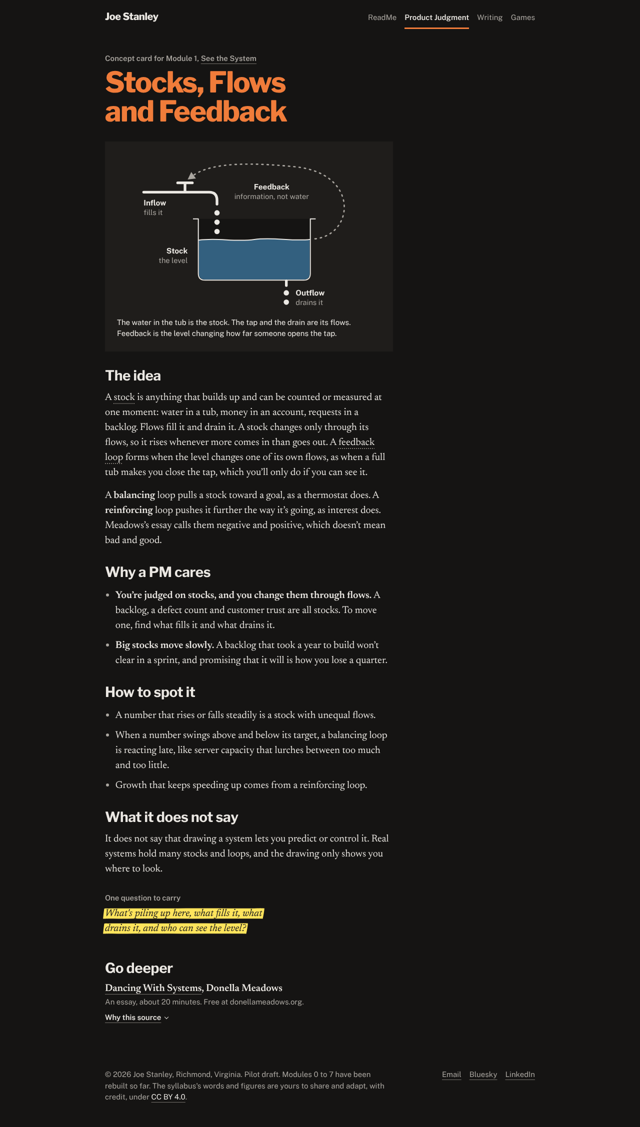 Joe Stanley
ReadMe Product Judgment Writing Games
Concept card for Module 1, See the System
Stocks, Flows
and Feedback
Feedback
information, not water
Inflow
fills it
Stock
the level
Outflow
drains it
The water in the tub is the stock. The tap and the drain are its flows.
Feedback is the level changing how far someone opens the tap.
The idea
A stock is anything that builds up and can be counted or measured at
one moment: water in a tub, money in an account, requests in a
backlog. Flows fill it and drain it. A stock changes only through its
flows, so it rises whenever more comes in than goes out. A feedback
loop forms when the level changes one of its own flows, as when a full
tub makes you close the tap, which you’ll only do if you can see it.
A balancing loop pulls a stock toward a goal, as a thermostat does. A
reinforcing loop pushes it further the way it’s going, as interest does.
Meadows’s essay calls them negative and positive, which doesn’t mean
bad and good.
Why a PM cares
• You’re judged on stocks, and you change them through flows. A
backlog, a defect count and customer trust are all stocks. To move
one, find what fills it and what drains it.
• Big stocks move slowly. A backlog that took a year to build won’t
clear in a sprint, and promising that it will is how you lose a quarter.
How to spot it
• A number that rises or falls steadily is a stock with unequal flows.
• When a number swings above and below its target, a balancing loop
is reacting late, like server capacity that lurches between too much
and too little.
• Growth that keeps speeding up comes from a reinforcing loop.
What it does not say
It does not say that drawing a system lets you predict or control it. Real
systems hold many stocks and loops, and the drawing only shows you
where to look.
One question to carry
What’s piling up here, what fills it, what
drains it, and who can see the level?
Go deeper
Dancing With Systems, Donella Meadows
An essay, about 20 minutes. Free at donellameadows.org.
Why this source
© 2026 Joe Stanley, Richmond, Virginia. Pilot draft. Modules 0 to 7 have been
rebuilt so far. The syllabus’s words and figures are yours to share and adapt, with
credit, under CC BY 4.0.
Email Bluesky LinkedIn